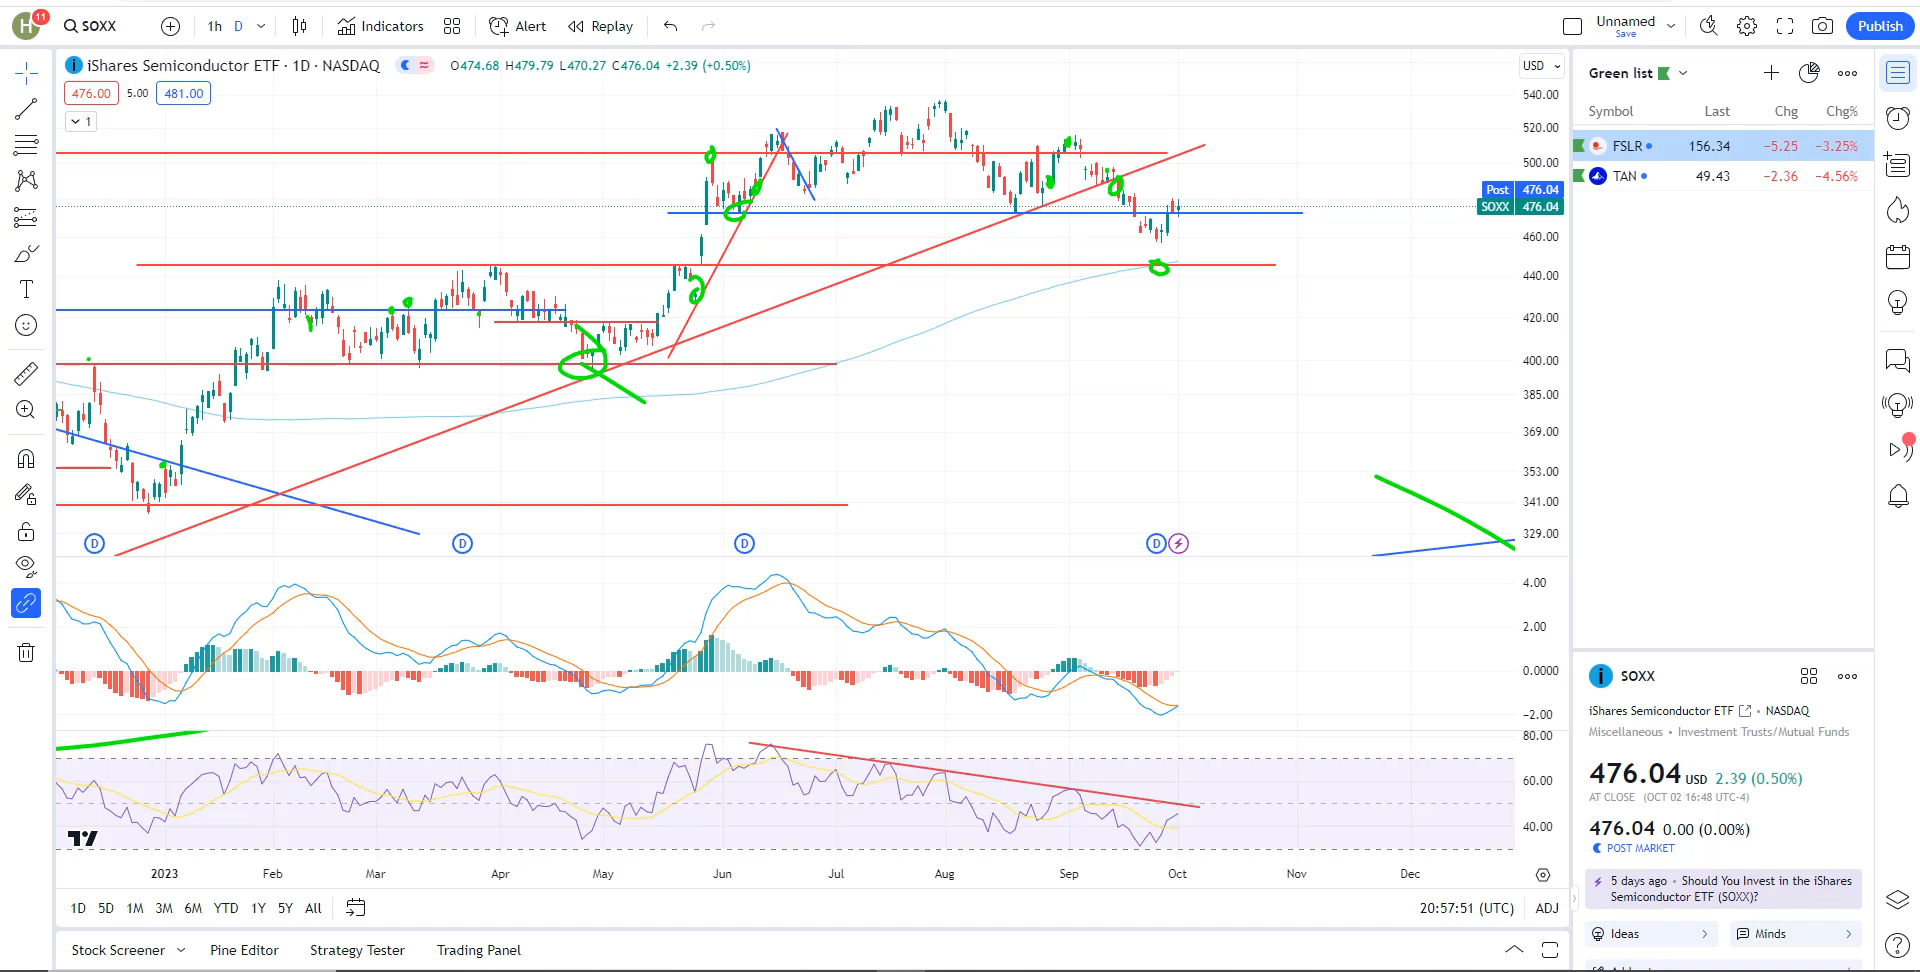 H 11 SOXX 1h D Indicators Alert Replay Unnamed Save Publish
iShares Semiconductor ETF · 1D · NASDAQ O474.68 H479.79 L470.27 C476.04 +2.39 (+0.50%) USD
476.00 5.00 481.00
1
540.00
520.00
500.00
Post 476.04
SOXX 476.04
460.00
440.00
420.00
400.00
385.00
369.00
353.00
341.00
329.00
D D D D
4.00
2.00
0.0000
−2.00
80.00
60.00
40.00
2023 Feb Mar Apr May Jun Jul Aug Sep Oct Nov Dec
1D 5D 1M 3M 6M YTD 1Y 5Y All 20:57:51 (UTC) ADJ
Stock Screener Pine Editor Strategy Tester Trading Panel
Green list
Symbol Last Chg Chg%
FSLR 156.34 −5.25 −3.25%
TAN 49.43 −2.36 −4.56%
SOXX
iShares Semiconductor ETF • NASDAQ
Miscellaneous • Investment Trusts/Mutual Funds
476.04 USD 2.39 (0.50%)
AT CLOSE (OCT 02 16:48 UTC-4)
476.04 0.00 (0.00%)
POST MARKET
5 days ago • Should You Invest in the iShares
Semiconductor ETF (SOXX)?
Ideas Minds